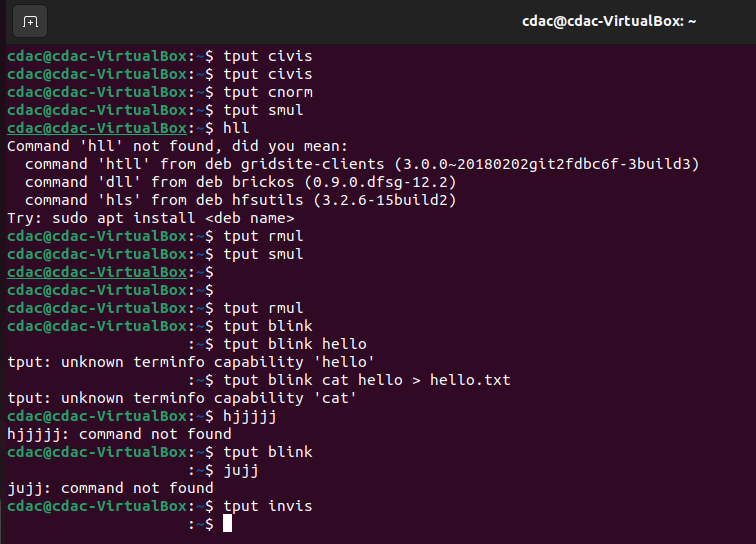 cdac@cdac-VirtualBox: ~
cdac@cdac-VirtualBox:~$ tput civis
cdac@cdac-VirtualBox:~$ tput civis
cdac@cdac-VirtualBox:~$ tput cnorm
cdac@cdac-VirtualBox:~$ tput smul
cdac@cdac-VirtualBox:~$ hll
Command 'hll' not found, did you mean:
  command 'htll' from deb gridsite-clients (3.0.0~20180202git2fdbc6f-3build3)
  command 'dll' from deb brickos (0.9.0.dfsg-12.2)
  command 'hls' from deb hfsutils (3.2.6-15build2)
Try: sudo apt install <deb name>
cdac@cdac-VirtualBox:~$ tput rmul
cdac@cdac-VirtualBox:~$ tput smul
cdac@cdac-VirtualBox:~$
cdac@cdac-VirtualBox:~$
cdac@cdac-VirtualBox:~$ tput rmul
cdac@cdac-VirtualBox:~$ tput blink
:~$ tput blink hello
tput: unknown terminfo capability 'hello'
:~$ tput blink cat hello > hello.txt
tput: unknown terminfo capability 'cat'
cdac@cdac-VirtualBox:~$ hjjjjj
hjjjjj: command not found
cdac@cdac-VirtualBox:~$ tput blink
:~$ jujj
jujj: command not found
cdac@cdac-VirtualBox:~$ tput invis
:~$